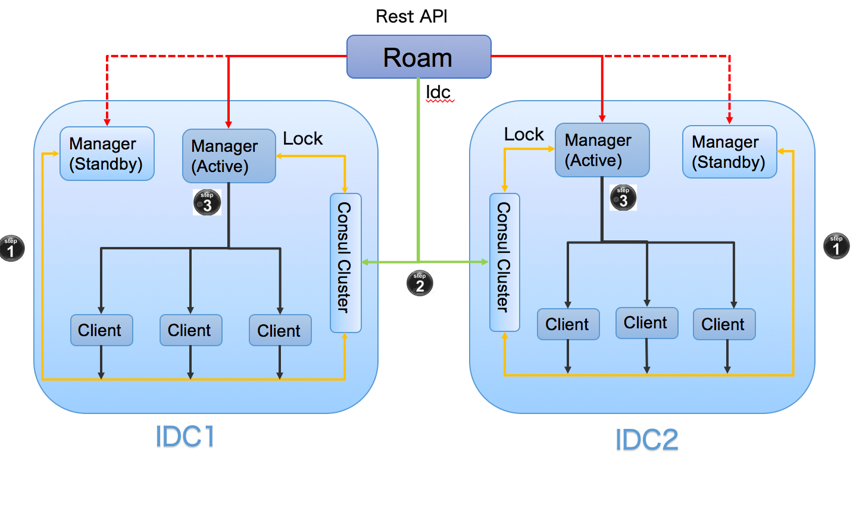 Rest API
Roam
Idc
Manager
(Standby)
Manager
(Active)
Lock
Lock
Manager
(Active)
Manager
(Standby)
step
3
step
3
Consul Cluster
Consul Cluster
step
1
step
1
step
2
Client
Client
Client
Client
Client
Client
IDC1
IDC2